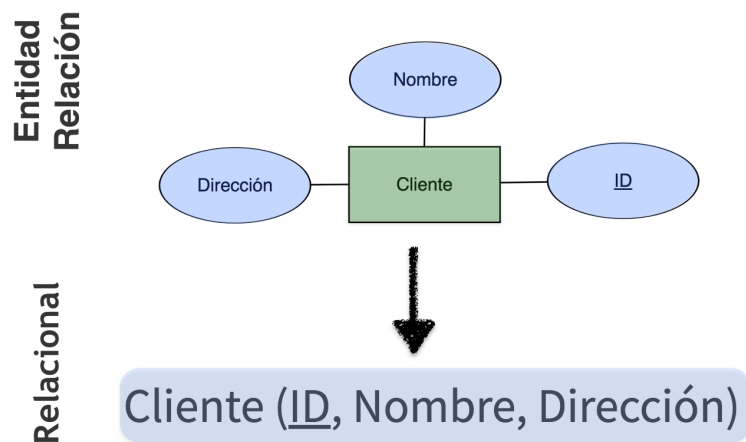 Entidad
Relación
Nombre
Dirección
Cliente
ID
Relacional
Cliente (ID, Nombre, Dirección)